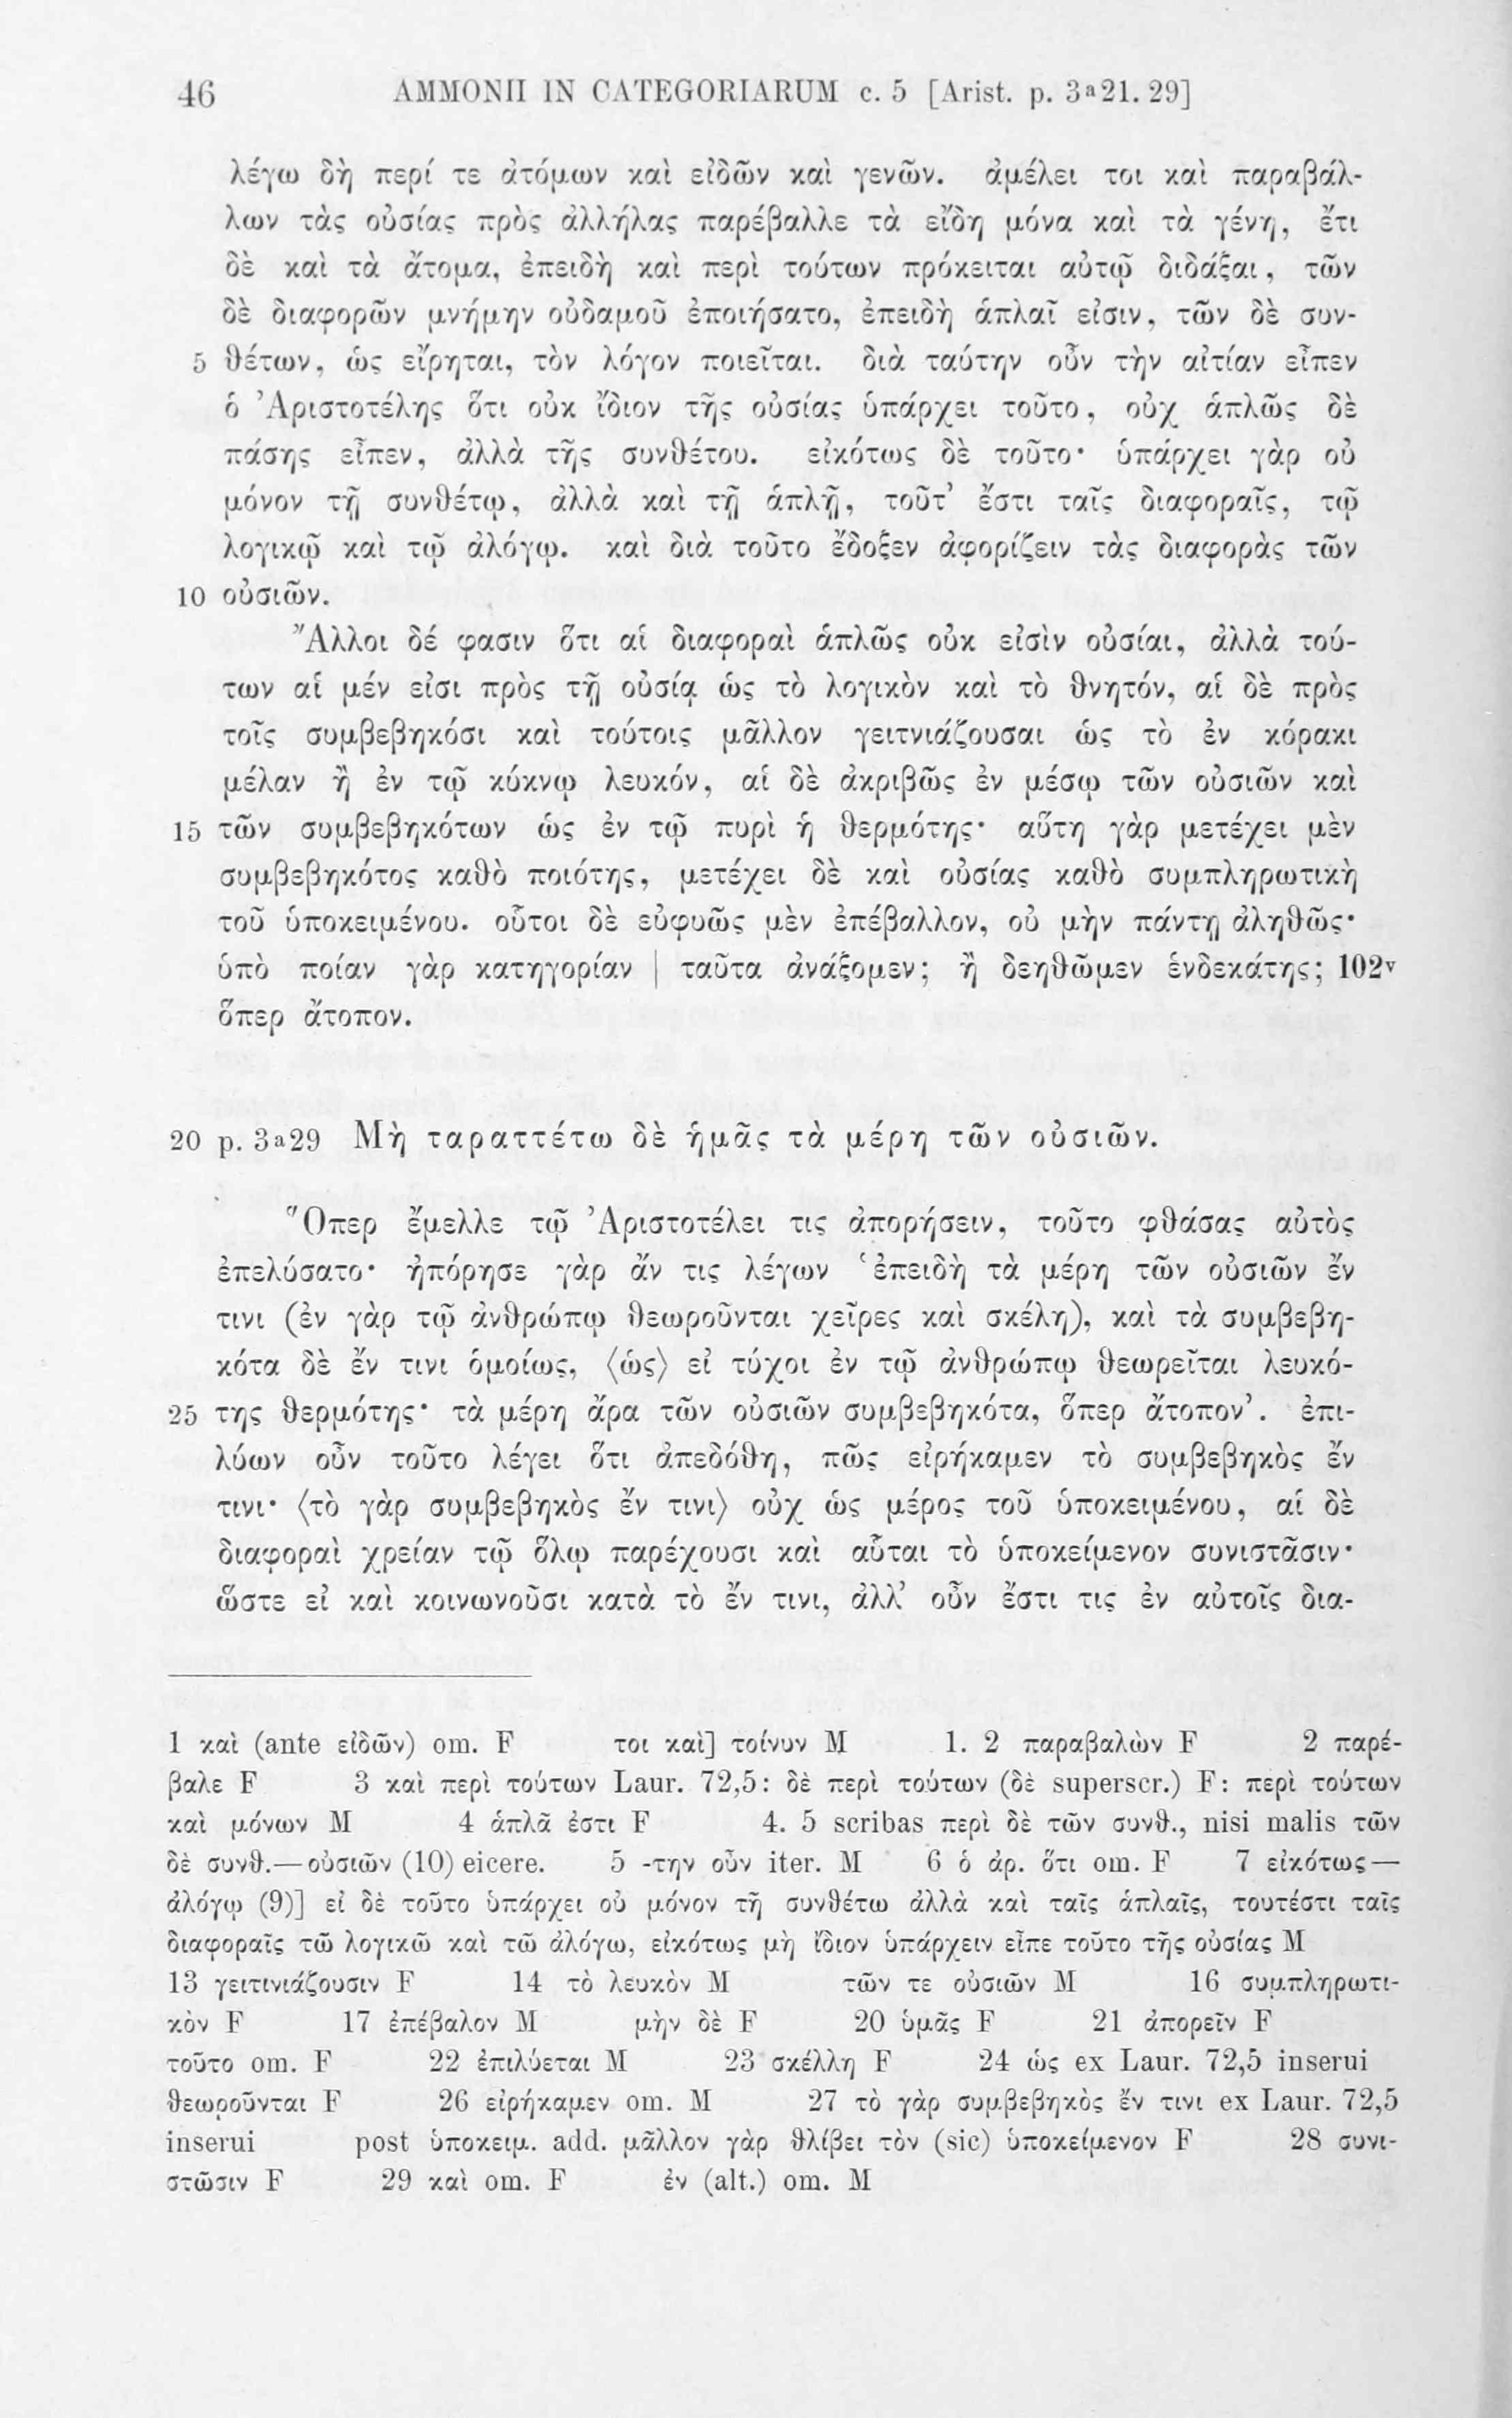 46 AMMONII IN CATEGORIARUM c. 5 [Arist. p. 3ᵃ21. 29]
λέγω δὴ περί τε ἀτόμων καὶ εἰδῶν καὶ γενῶν. ἀμέλει τοι καὶ παραβάλ-
λων τὰς οὐσίας πρὸς ἀλλήλας παρέβαλλε τὰ εἴδη μόνα καὶ τὰ γένη, ἔτι
δὲ καὶ τὰ ἄτομα, ἐπειδὴ καὶ περὶ τούτων πρόκειται αὐτῷ διδάξαι, τῶν
δὲ διαφορῶν μνήμην οὐδαμοῦ ἐποιήσατο, ἐπειδὴ ἁπλαῖ εἰσιν, τῶν δὲ συν-
5 θέτων, ὡς εἴρηται, τὸν λόγον ποιεῖται. διὰ ταύτην οὖν τὴν αἰτίαν εἶπεν
ὁ Ἀριστοτέλης ὅτι οὐκ ἴδιον τῆς οὐσίας ὑπάρχει τοῦτο, οὐχ ἁπλῶς δὲ
πάσης εἶπεν, ἀλλὰ τῆς συνθέτου. εἰκότως δὲ τοῦτο· ὑπάρχει γὰρ οὐ
μόνον τῇ συνθέτῳ, ἀλλὰ καὶ τῇ ἁπλῇ, τοῦτ’ ἔστι ταῖς διαφοραῖς, τῷ
λογικῷ καὶ τῷ ἀλόγῳ. καὶ διὰ τοῦτο ἔδοξεν ἀφορίζειν τὰς διαφορὰς τῶν
10 οὐσιῶν.
Ἄλλοι δέ φασιν ὅτι αἱ διαφοραὶ ἁπλῶς οὐκ εἰσὶν οὐσίαι, ἀλλὰ τού-
των αἱ μέν εἰσι πρὸς τῇ οὐσίᾳ ὡς τὸ λογικὸν καὶ τὸ θνητόν, αἱ δὲ πρὸς
τοῖς συμβεβηκόσι καὶ τούτοις μᾶλλον γειτνιάζουσαι ὡς τὸ ἐν κόρακι
μέλαν ἢ ἐν τῷ κύκνῳ λευκόν, αἱ δὲ ἀκριβῶς ἐν μέσῳ τῶν οὐσιῶν καὶ
15 τῶν συμβεβηκότων ὡς ἐν τῷ πυρὶ ἡ θερμότης· αὕτη γὰρ μετέχει μὲν
συμβεβηκότος καθὸ ποιότης, μετέχει δὲ καὶ οὐσίας καθὸ συμπληρωτικὴ
τοῦ ὑποκειμένου. οὗτοι δὲ εὐφυῶς μὲν ἐπέβαλλον, οὐ μὴν πάντῃ ἀληθῶς·
ὑπὸ ποίαν γὰρ κατηγορίαν | ταῦτα ἀνάξομεν; ἢ δεηθῶμεν ἑνδεκάτης; 102ᵛ
ὅπερ ἄτοπον.
20 p. 3ᵃ29 Μὴ ταραττέτω δὲ ἡμᾶς τὰ μέρη τῶν οὐσιῶν.
Ὅπερ ἔμελλε τῷ Ἀριστοτέλει τις ἀπορήσειν, τοῦτο φθάσας αὐτὸς
ἐπελύσατο· ἠπόρησε γὰρ ἄν τις λέγων ‘ἐπειδὴ τὰ μέρη τῶν οὐσιῶν ἔν
τινι (ἐν γὰρ τῷ ἀνθρώπῳ θεωροῦνται χεῖρες καὶ σκέλη), καὶ τὰ συμβεβη-
κότα δὲ ἔν τινι ὁμοίως, ⟨ὡς⟩ εἰ τύχοι ἐν τῷ ἀνθρώπῳ θεωρεῖται λευκό-
25 της θερμότης· τὰ μέρη ἄρα τῶν οὐσιῶν συμβεβηκότα, ὅπερ ἄτοπον’. ἐπι-
λύων οὖν τοῦτο λέγει ὅτι ἀπεδόθη, πῶς εἰρήκαμεν τὸ συμβεβηκὸς ἔν
τινι· ⟨τὸ γὰρ συμβεβηκὸς ἔν τινι⟩ οὐχ ὡς μέρος τοῦ ὑποκειμένου, αἱ δὲ
διαφοραὶ χρείαν τῷ ὅλῳ παρέχουσι καὶ αὗται τὸ ὑποκείμενον συνιστᾶσιν·
ὥστε εἰ καὶ κοινωνοῦσι κατὰ τὸ ἔν τινι, ἀλλ’ οὖν ἔστι τις ἐν αὐτοῖς δια-
1 καὶ (ante εἰδῶν) om. F τοι καὶ] τοίνυν M 1. 2 παραβαλὼν F 2 παρέ-
βαλε F 3 καὶ περὶ τούτων Laur. 72,5: δὲ περὶ τούτων (δὲ superscr.) F: περὶ τούτων
καὶ μόνων M 4 ἁπλᾶ ἐστι F 4. 5 scribas περὶ δὲ τῶν συνθ., nisi malis τῶν
δὲ συνθ.—οὐσιῶν (10) eicere. 5 -την οὖν iter. M 6 ὁ ἀρ. ὅτι om. F 7 εἰκότως—
ἀλόγῳ (9)] εἰ δὲ τοῦτο ὑπάρχει οὐ μόνον τῆ συνθέτω ἀλλὰ καὶ ταῖς ἁπλαῖς, τουτέστι ταῖς
διαφοραῖς τῶ λογικῶ καὶ τῶ ἀλόγω, εἰκότως μὴ ἴδιον ὑπάρχειν εἶπε τοῦτο τῆς οὐσίας M
13 γειτινιάζουσιν F 14 τὸ λευκὸν M τῶν τε οὐσιῶν M 16 συμπληρωτι-
κὸν F 17 ἐπέβαλον M μὴν δὲ F 20 ὑμᾶς F 21 ἀπορεῖν F
τοῦτο om. F 22 ἐπιλύεται M 23 σκέλλη F 24 ὡς ex Laur. 72,5 inserui
θεωροῦνται F 26 εἰρήκαμεν om. M 27 τὸ γὰρ συμβεβηκὸς ἔν τινι ex Laur. 72,5
inserui post ὑποκειμ. add. μᾶλλον γὰρ θλίβει τὸν (sic) ὑποκείμενον F 28 συνι-
στῶσιν F 29 καὶ om. F ἐν (alt.) om. M